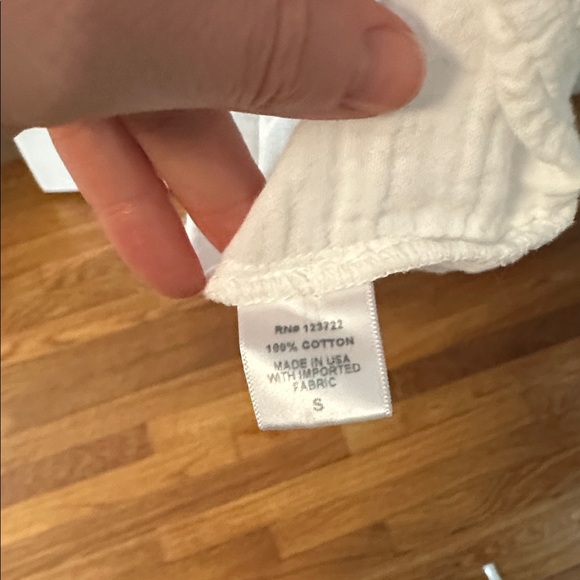 RN# 123722
100% COTTON
MADE IN USA
WITH IMPORTED
FABRIC
S